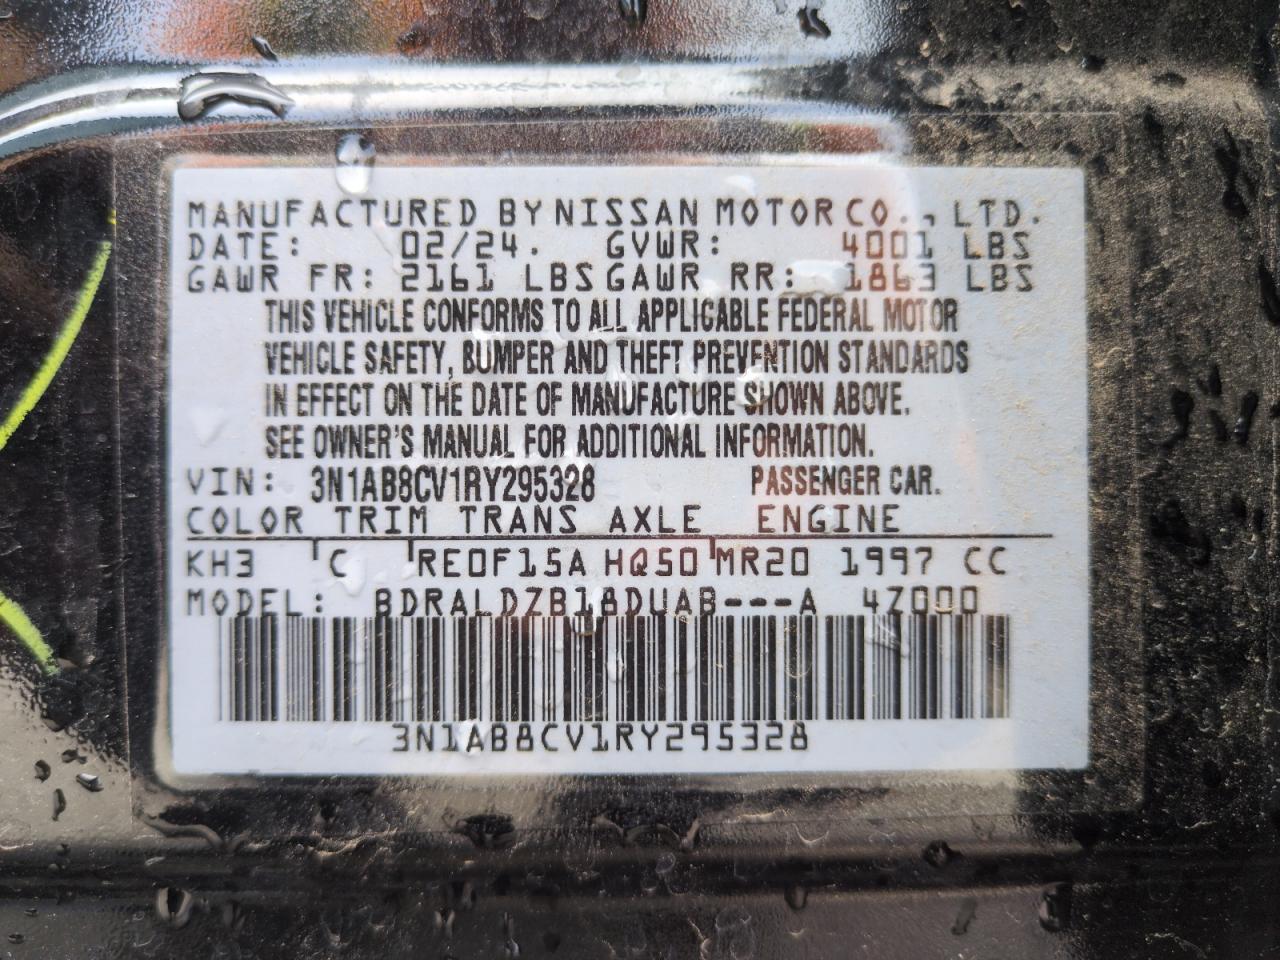 MANUFACTURED BY NISSAN MOTOR CO., LTD.
DATE: 02/24. GVWR: 4001 LBS
GAWR FR: 2161 LBS GAWR RR: 1863 LBS
THIS VEHICLE CONFORMS TO ALL APPLICABLE FEDERAL MOTOR
VEHICLE SAFETY, BUMPER AND THEFT PREVENTION STANDARDS
IN EFFECT ON THE DATE OF MANUFACTURE SHOWN ABOVE.
SEE OWNER'S MANUAL FOR ADDITIONAL INFORMATION.
VIN: 3N1AB8CV1RY295328 PASSENGER CAR.
COLOR TRIM TRANS AXLE ENGINE
KH3 C RE0F15A HQ50 MR20 1997 CC
MODEL: BDRALDZB18DUAB---A 4Z000
3N1AB8CV1RY295328